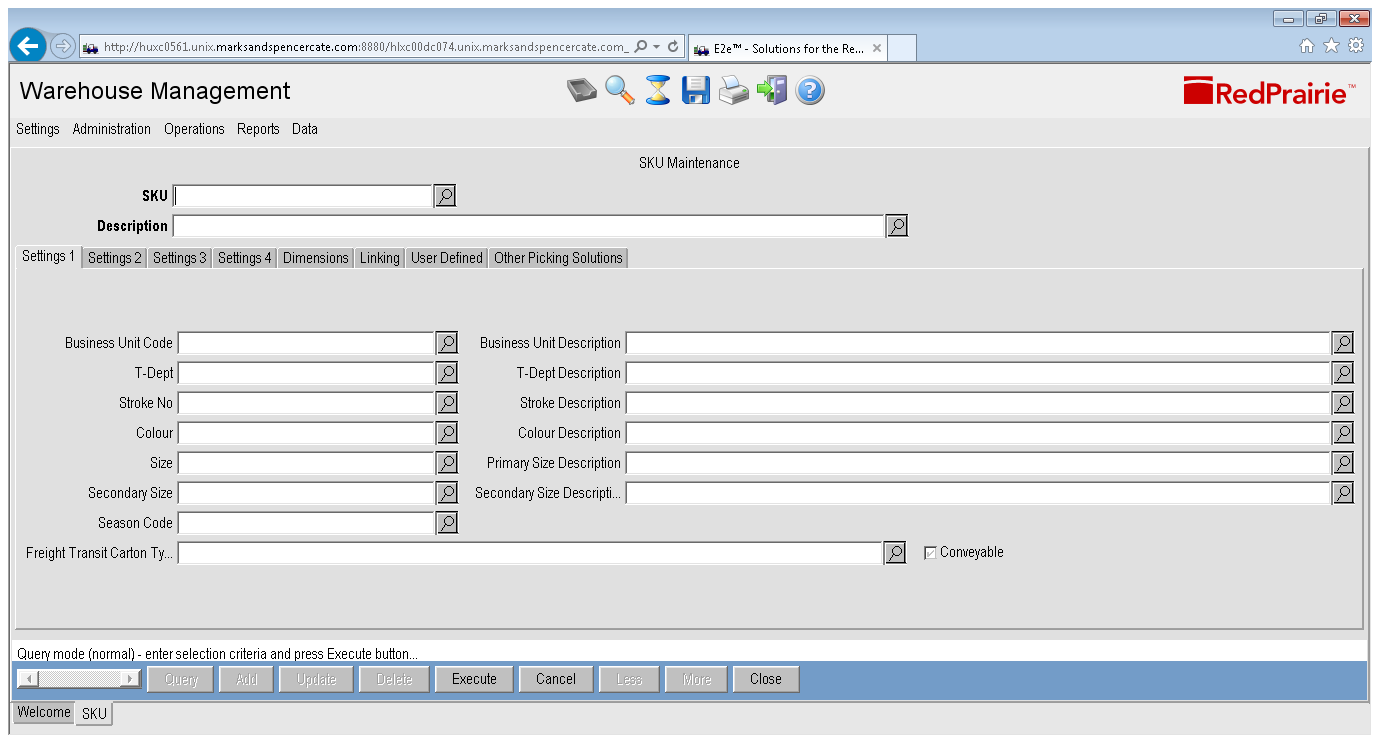 http://huxc0561.unix.marksandspencercate.com:8880/hlxc00dc074.unix.marksandspencercate.com_
E2e™ - Solutions for the Re...
Warehouse Management
RedPrairie™
Settings Administration Operations Reports Data
SKU Maintenance
SKU
Description
Settings 1 Settings 2 Settings 3 Settings 4 Dimensions Linking User Defined Other Picking Solutions
Business Unit Code Business Unit Description
T-Dept T-Dept Description
Stroke No Stroke Description
Colour Colour Description
Size Primary Size Description
Secondary Size Secondary Size Descripti...
Season Code
Freight Transit Carton Ty... Conveyable
Query mode (normal) - enter selection criteria and press Execute button...
Query Add Update Delete Execute Cancel Less More Close
Welcome SKU